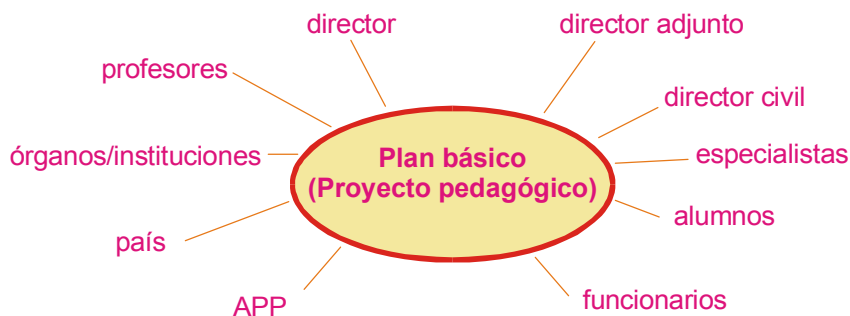 director
director adjunto
profesores
director civil
órganos/instituciones
Plan básico
(Proyecto pedagógico)
especialistas
alumnos
país
APP
funcionarios